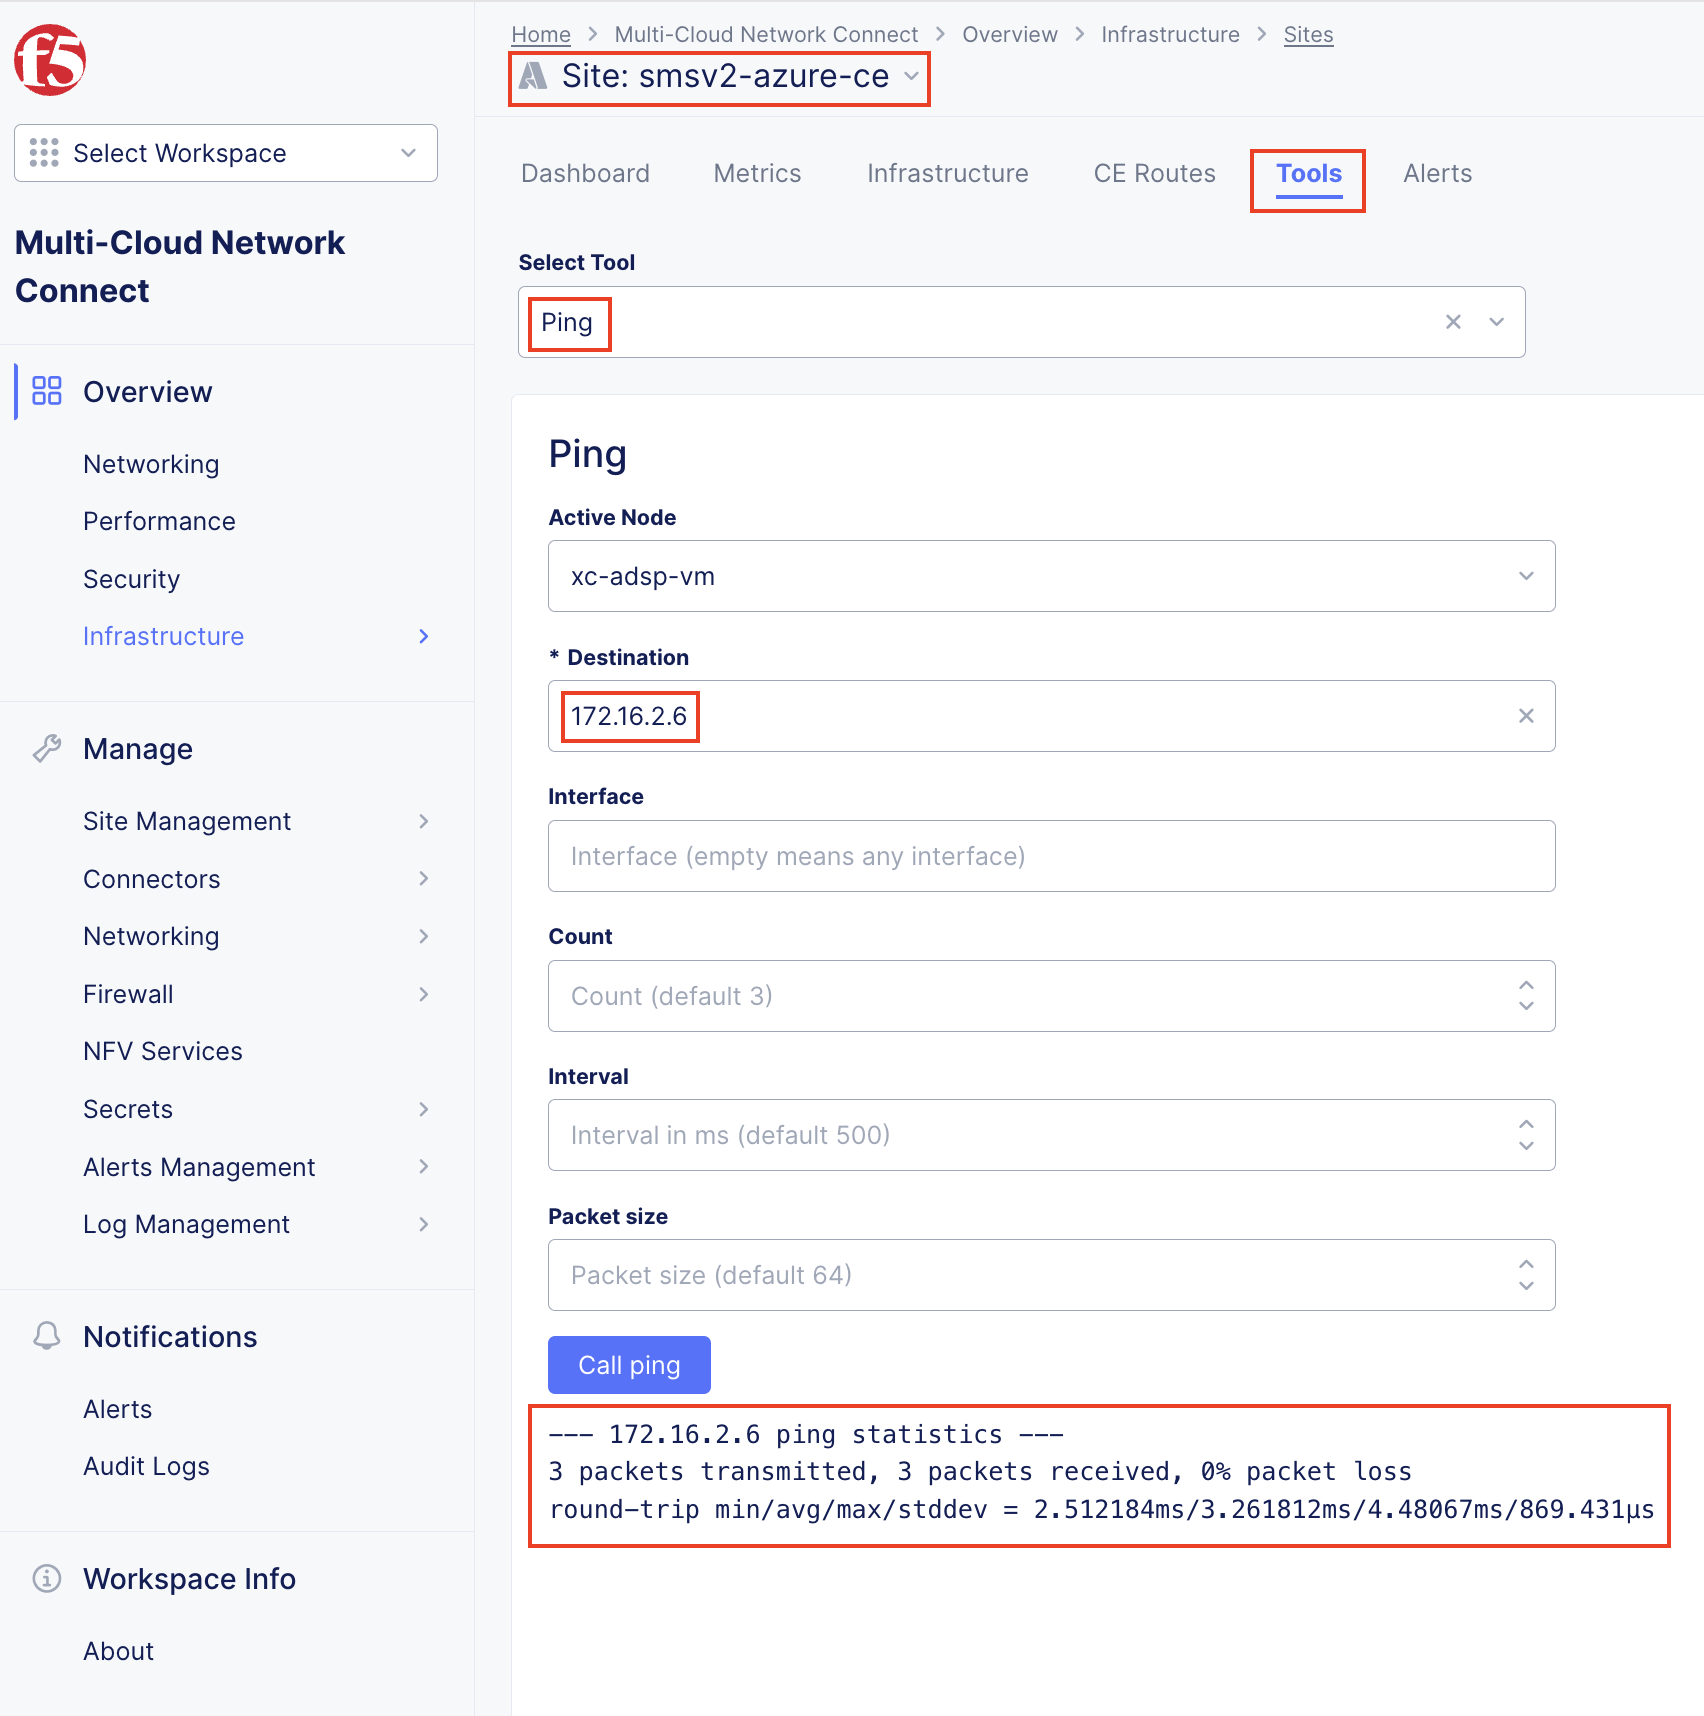 f5
Select Workspace
Multi-Cloud Network
Connect
Overview
Networking
Performance
Security
Infrastructure
Manage
Site Management
Connectors
Networking
Firewall
NFV Services
Secrets
Alerts Management
Log Management
Notifications
Alerts
Audit Logs
Workspace Info
About
Home > Multi-Cloud Network Connect > Overview > Infrastructure > Sites
Site: smsv2-azure-ce
Dashboard Metrics Infrastructure CE Routes Tools Alerts
Select Tool
Ping
Ping
Active Node
xc-adsp-vm
* Destination
172.16.2.6
Interface
Interface (empty means any interface)
Count
Count (default 3)
Interval
Interval in ms (default 500)
Packet size
Packet size (default 64)
Call ping
--- 172.16.2.6 ping statistics ---
3 packets transmitted, 3 packets received, 0% packet loss
round-trip min/avg/max/stddev = 2.512184ms/3.261812ms/4.48067ms/869.431µs